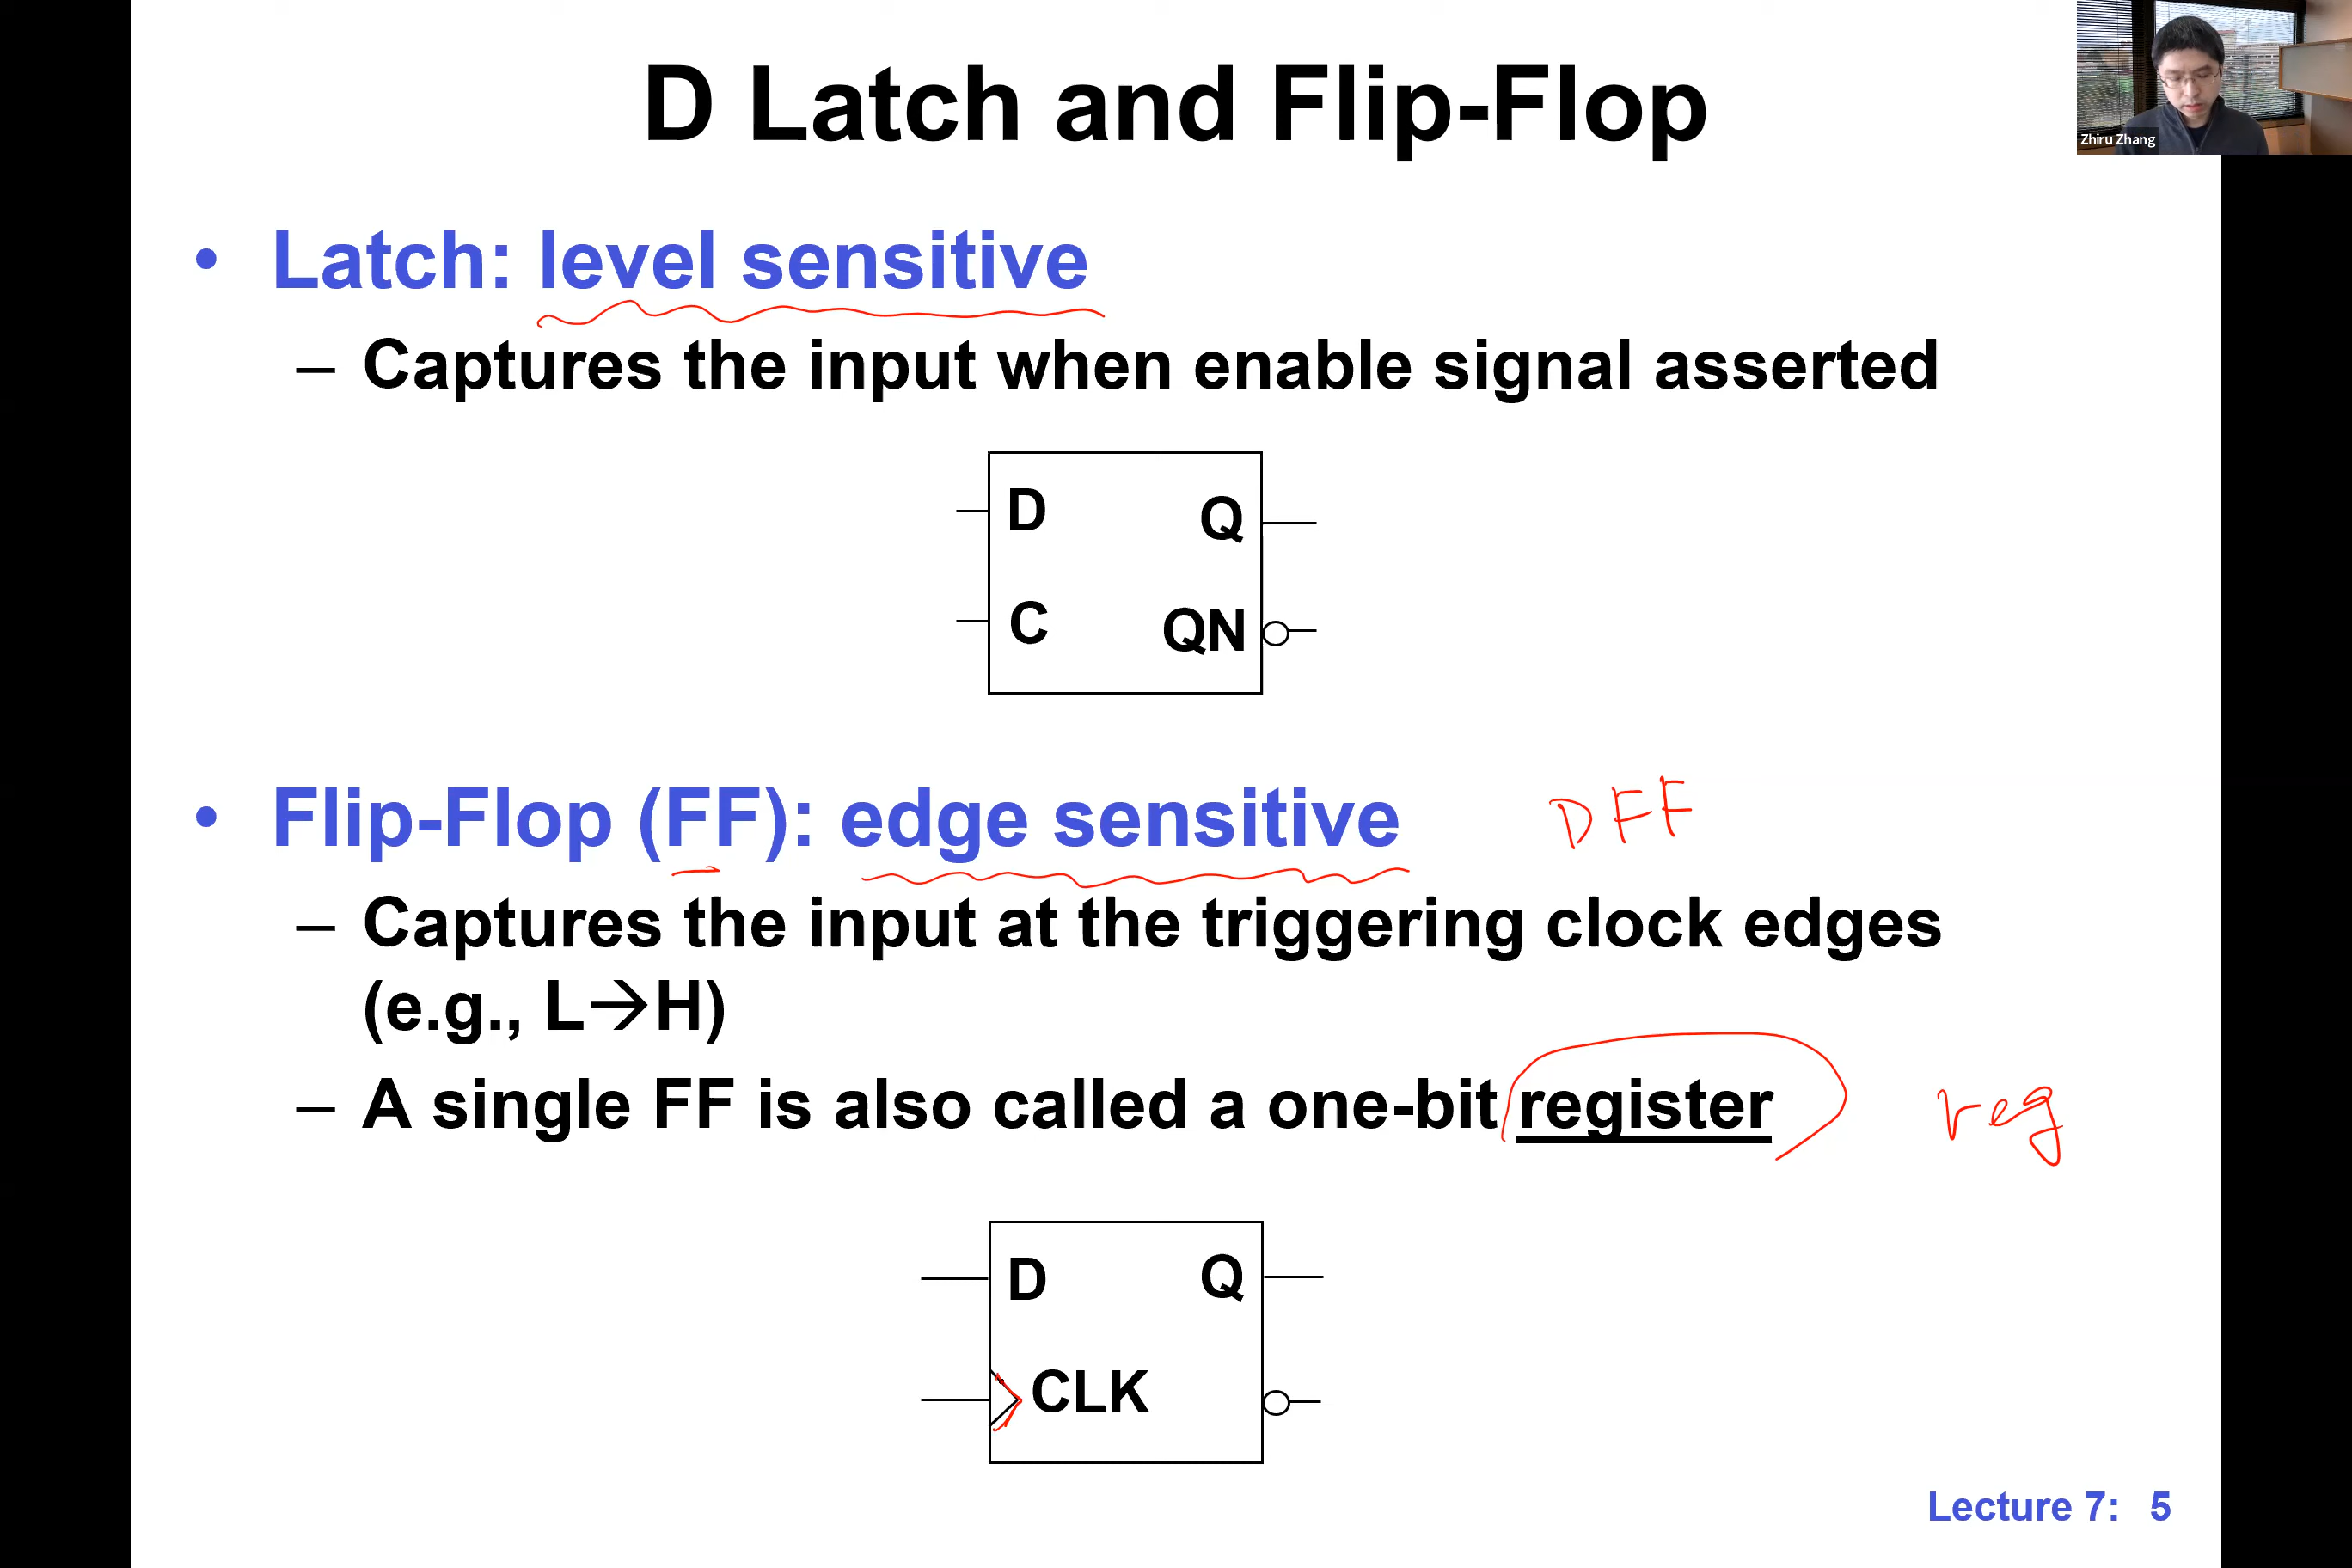 D Latch and Flip-Flop
Zhiru Zhang
• Latch: level sensitive
– Captures the input when enable signal asserted
D Q
C QN
• Flip-Flop (FF): edge sensitive DFF
– Captures the input at the triggering clock edges
(e.g., L→H)
– A single FF is also called a one-bit register reg
D Q
CLK
Lecture 7: 5